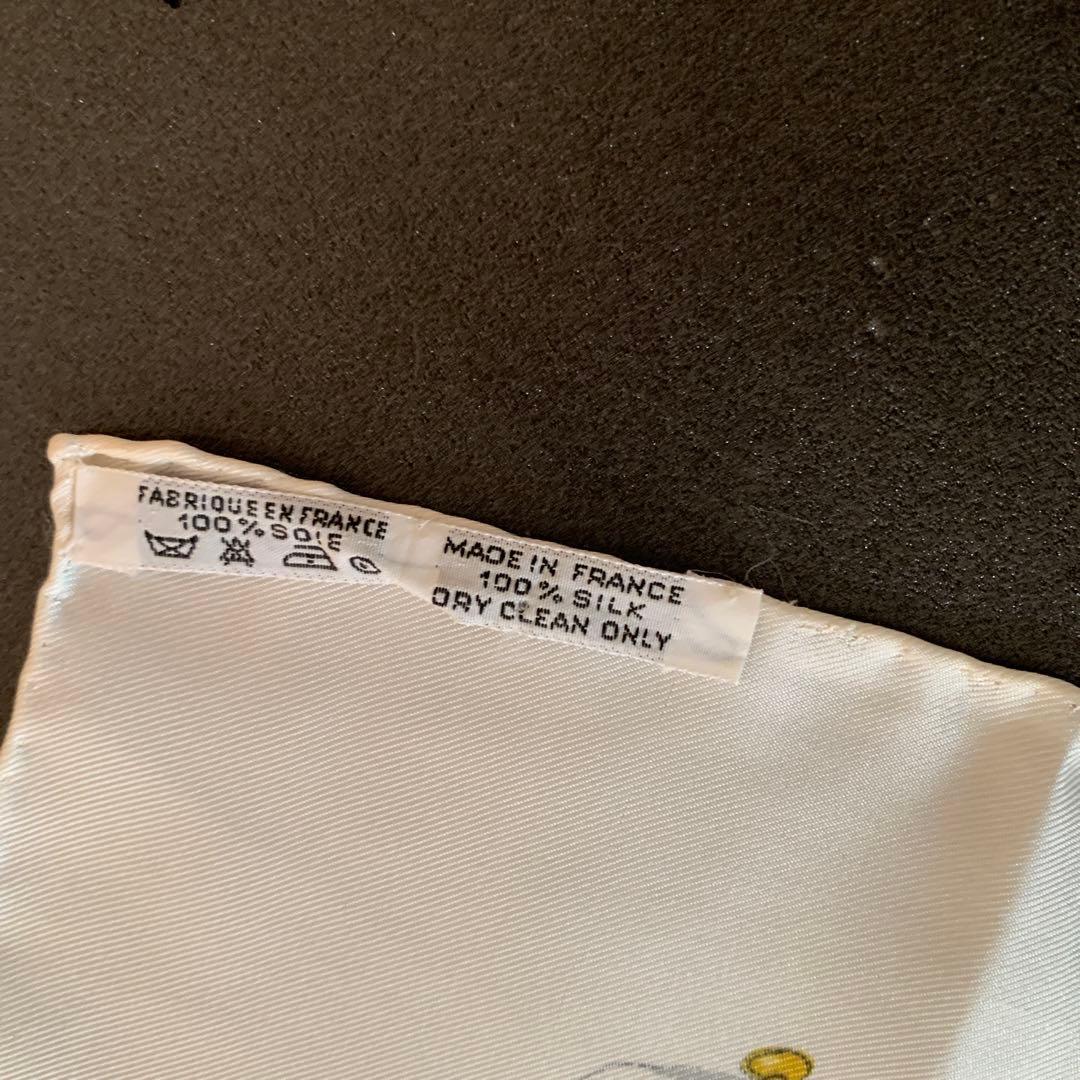 FABRIQUE EN FRANCE
100% SOIE
MADE IN FRANCE
100% SILK
DRY CLEAN ONLY